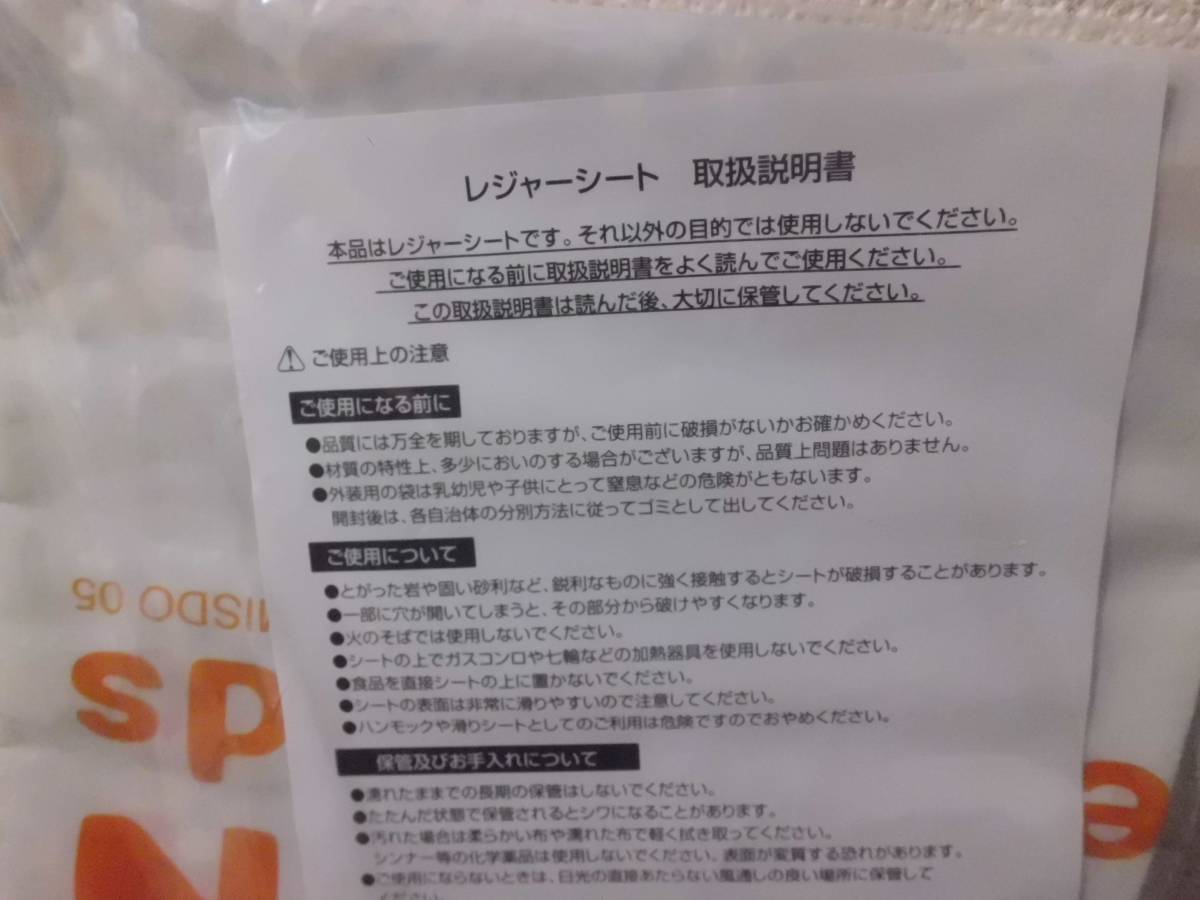 レジャーシート 取扱説明書
本品はレジャーシートです。それ以外の目的では使用しないでください。
ご使用になる前に取扱説明書をよく読んでご使用ください。
この取扱説明書は読んだ後、大切に保管してください。
⚠ ご使用上の注意
ご使用になる前に
●品質には万全を期しておりますが、ご使用前に破損がないかお確かめください。
●材質の特性上、多少においのする場合がございますが、品質上問題はありません。
●外装用の袋は乳幼児や子供にとって窒息などの危険がともないます。
開封後は、各自治体の分別方法に従ってゴミとして出してください。
ご使用について
●とがった岩や固い砂利など、鋭利なものに強く接触するとシートが破損することがあります。
●一部に穴が開いてしまうと、その部分から破けやすくなります。
●火のそばでは使用しないでください。
●シートの上でガスコンロや七輪などの加熱器具を使用しないでください。
●食品を直接シートの上に置かないでください。
●シートの表面は非常に滑りやすいので注意してください。
●ハンモックや滑りシートとしてのご利用は危険ですのでおやめください。
保管及びお手入れについて
●濡れたままでの長期の保管はしないでください。
●たたんだ状態で保管されるとシワになることがあります。
●汚れた場合は柔らかい布や濡れた布で軽く拭き取ってください。
シンナー等の化学薬品は使用しないでください。表面が変質する恐れがあります。
●ご使用にならないときは、日光の直接あたらない風通しの良い場所に保管して
ください。
MISDO 05